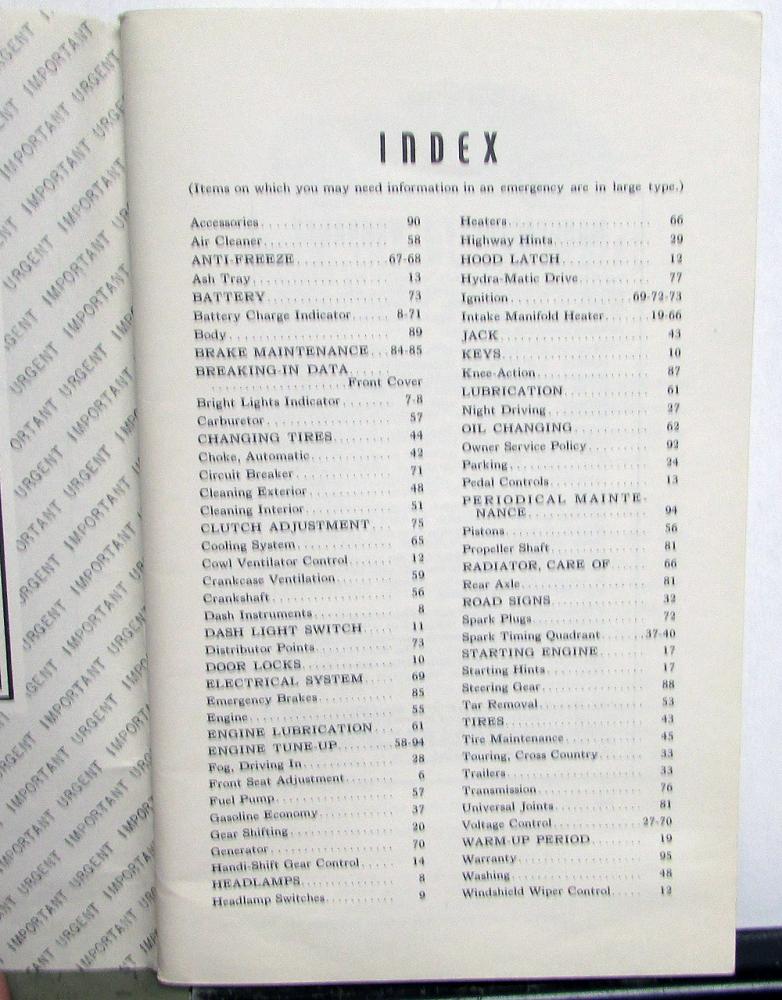 INDEX
(Items on which you may need information in an emergency are in large type.)
Accessories 90
Air Cleaner 58
ANTI-FREEZE 67-68
Ash Tray 13
BATTERY 73
Battery Charge Indicator 8-71
Body 89
BRAKE MAINTENANCE 84-85
BREAKING-IN DATA
Front Cover
Bright Lights Indicator 7-8
Carburetor 57
CHANGING TIRES 44
Choke, Automatic 42
Circuit Breaker 71
Cleaning Exterior 48
Cleaning Interior 51
CLUTCH ADJUSTMENT 75
Cooling System 65
Cowl Ventilator Control 12
Crankcase Ventilation 59
Crankshaft 56
Dash Instruments 8
DASH LIGHT SWITCH 11
Distributor Points 73
DOOR LOCKS 10
ELECTRICAL SYSTEM 69
Emergency Brakes 85
Engine 55
ENGINE LUBRICATION 61
ENGINE TUNE-UP 58-94
Fog, Driving In 28
Front Seat Adjustment 6
Fuel Pump 57
Gasoline Economy 37
Gear Shifting 20
Generator 70
Handi-Shift Gear Control 14
HEADLAMPS 8
Headlamp Switches 9
Heaters 66
Highway Hints 29
HOOD LATCH 12
Hydra-Matic Drive 77
Ignition 69-72-73
Intake Manifold Heater 19-66
JACK 43
KEYS 10
Knee-Action 87
LUBRICATION 61
Night Driving 27
OIL CHANGING 62
Owner Service Policy 92
Parking 24
Pedal Controls 13
PERIODICAL MAINTE-
NANCE 94
Pistons 56
Propeller Shaft 81
RADIATOR, CARE OF 66
Rear Axle 81
ROAD SIGNS 32
Spark Plugs 72
Spark Timing Quadrant 37-40
STARTING ENGINE 17
Starting Hints 17
Steering Gear 88
Tar Removal 53
TIRES 43
Tire Maintenance 45
Touring, Cross Country 33
Trailers 33
Transmission 76
Universal Joints 81
Voltage Control 27-70
WARM-UP PERIOD 19
Warranty 95
Washing 48
Windshield Wiper Control 12